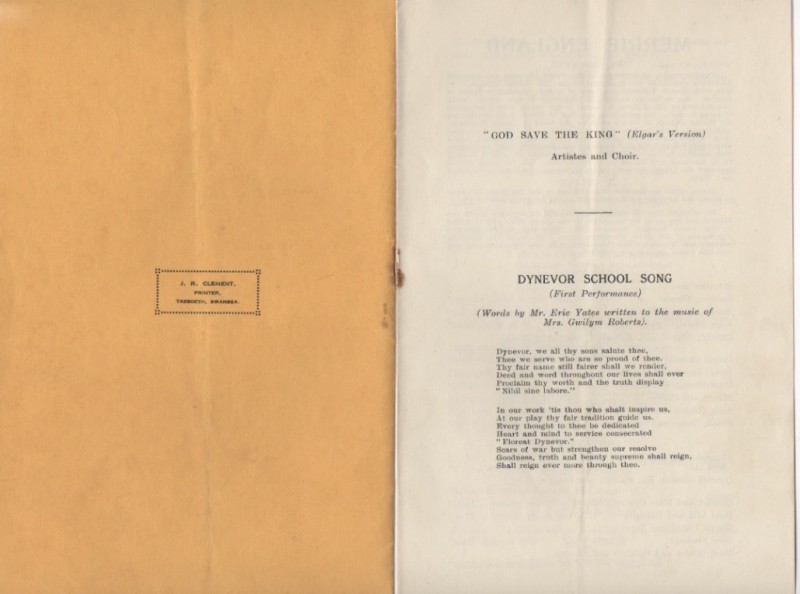 J. R. CLEMENT,
PRINTER,
TREBOETH, SWANSEA.
"GOD SAVE THE KING" (Elgar's Version)
Artistes and Choir.
DYNEVOR SCHOOL SONG
(First Performance)
(Words by Mr. Eric Yates written to the music of
Mrs. Gwilym Roberts).
Dynevor, we all thy sons salute thee,
Thee we serve who are so proud of thee.
Thy fair name still fairer shall we render,
Deed and word throughout our lives shall ever
Proclaim thy worth and the truth display
"Nihil sine labore."
In our work 'tis thou who shalt inspire us,
At our play thy fair tradition guide us.
Every thought to thee be dedicated
Heart and mind to service consecrated
"Floreat Dynevor."
Scars of war but strengthen our resolve
Goodness, truth and beauty supreme shall reign,
Shall reign ever more through thee.